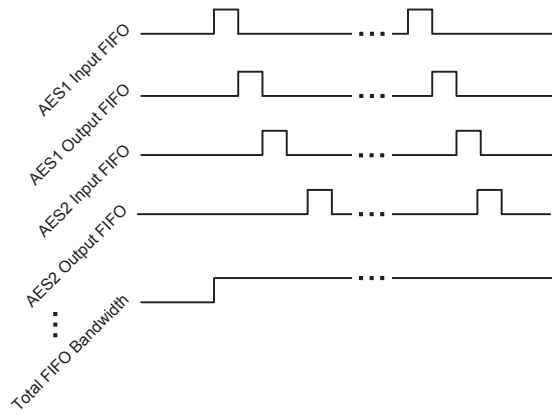 AES1 Input FIFO
AES1 Output FIFO
AES2 Input FIFO
AES2 Output FIFO
Total FIFO Bandwidth